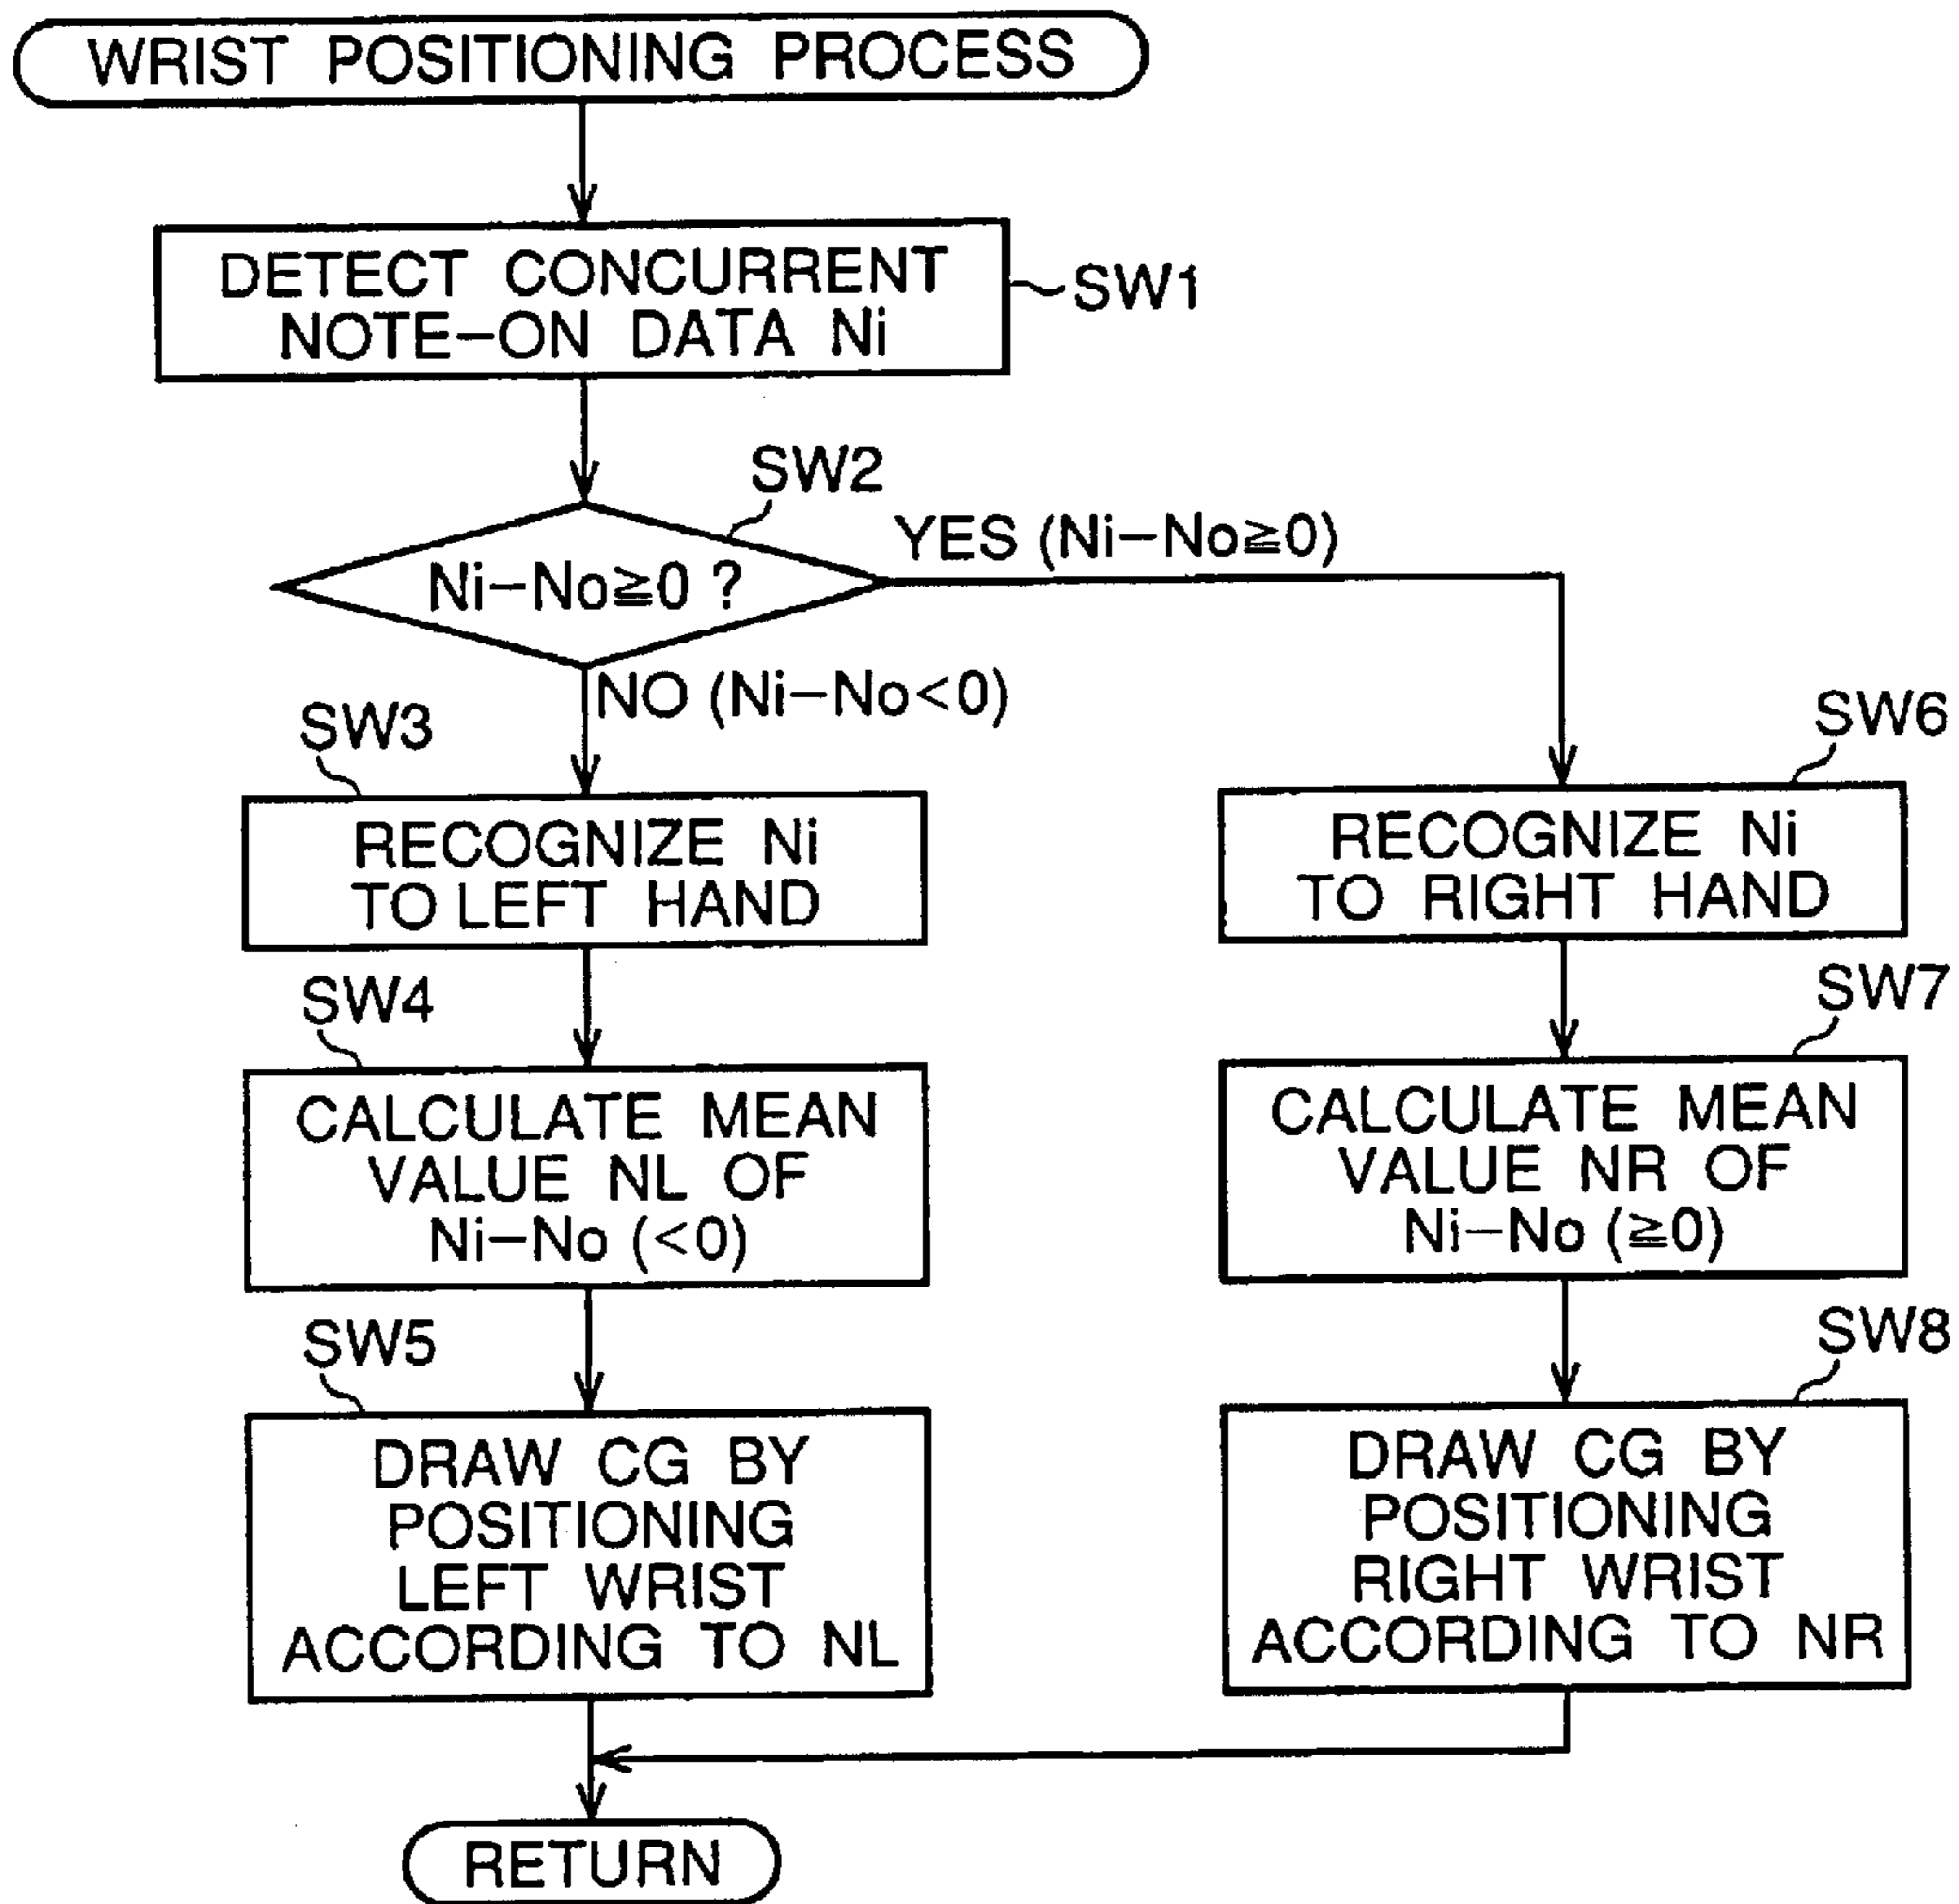 WRIST POSITIONING PROCESS
DETECT CONCURRENT
NOTE-ON DATA Ni
SW1
SW2
Ni-No≧0 ?
YES (Ni-No≧0)
NO (Ni-No<0)
SW3
RECOGNIZE Ni
TO LEFT HAND
SW4
CALCULATE MEAN
VALUE NL OF
Ni-No (<0)
SW5
DRAW CG BY
POSITIONING
LEFT WRIST
ACCORDING TO NL
SW6
RECOGNIZE Ni
TO RIGHT HAND
SW7
CALCULATE MEAN
VALUE NR OF
Ni-No (≧0)
SW8
DRAW CG BY
POSITIONING
RIGHT WRIST
ACCORDING TO NR
RETURN